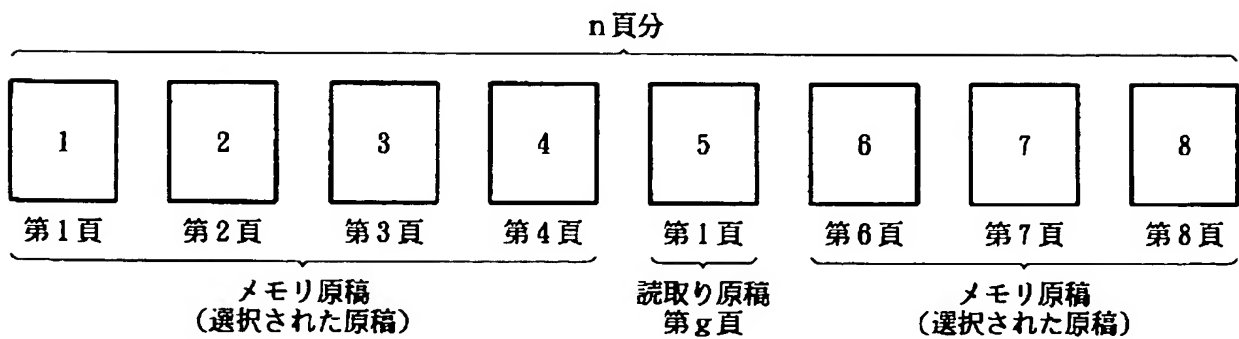 n頁分
1 2 3 4 5 6 7 8
第1頁 第2頁 第3頁 第4頁 第1頁 第6頁 第7頁 第8頁
メモリ原稿 読取り原稿 メモリ原稿
(選択された原稿) 第g頁 (選択された原稿)